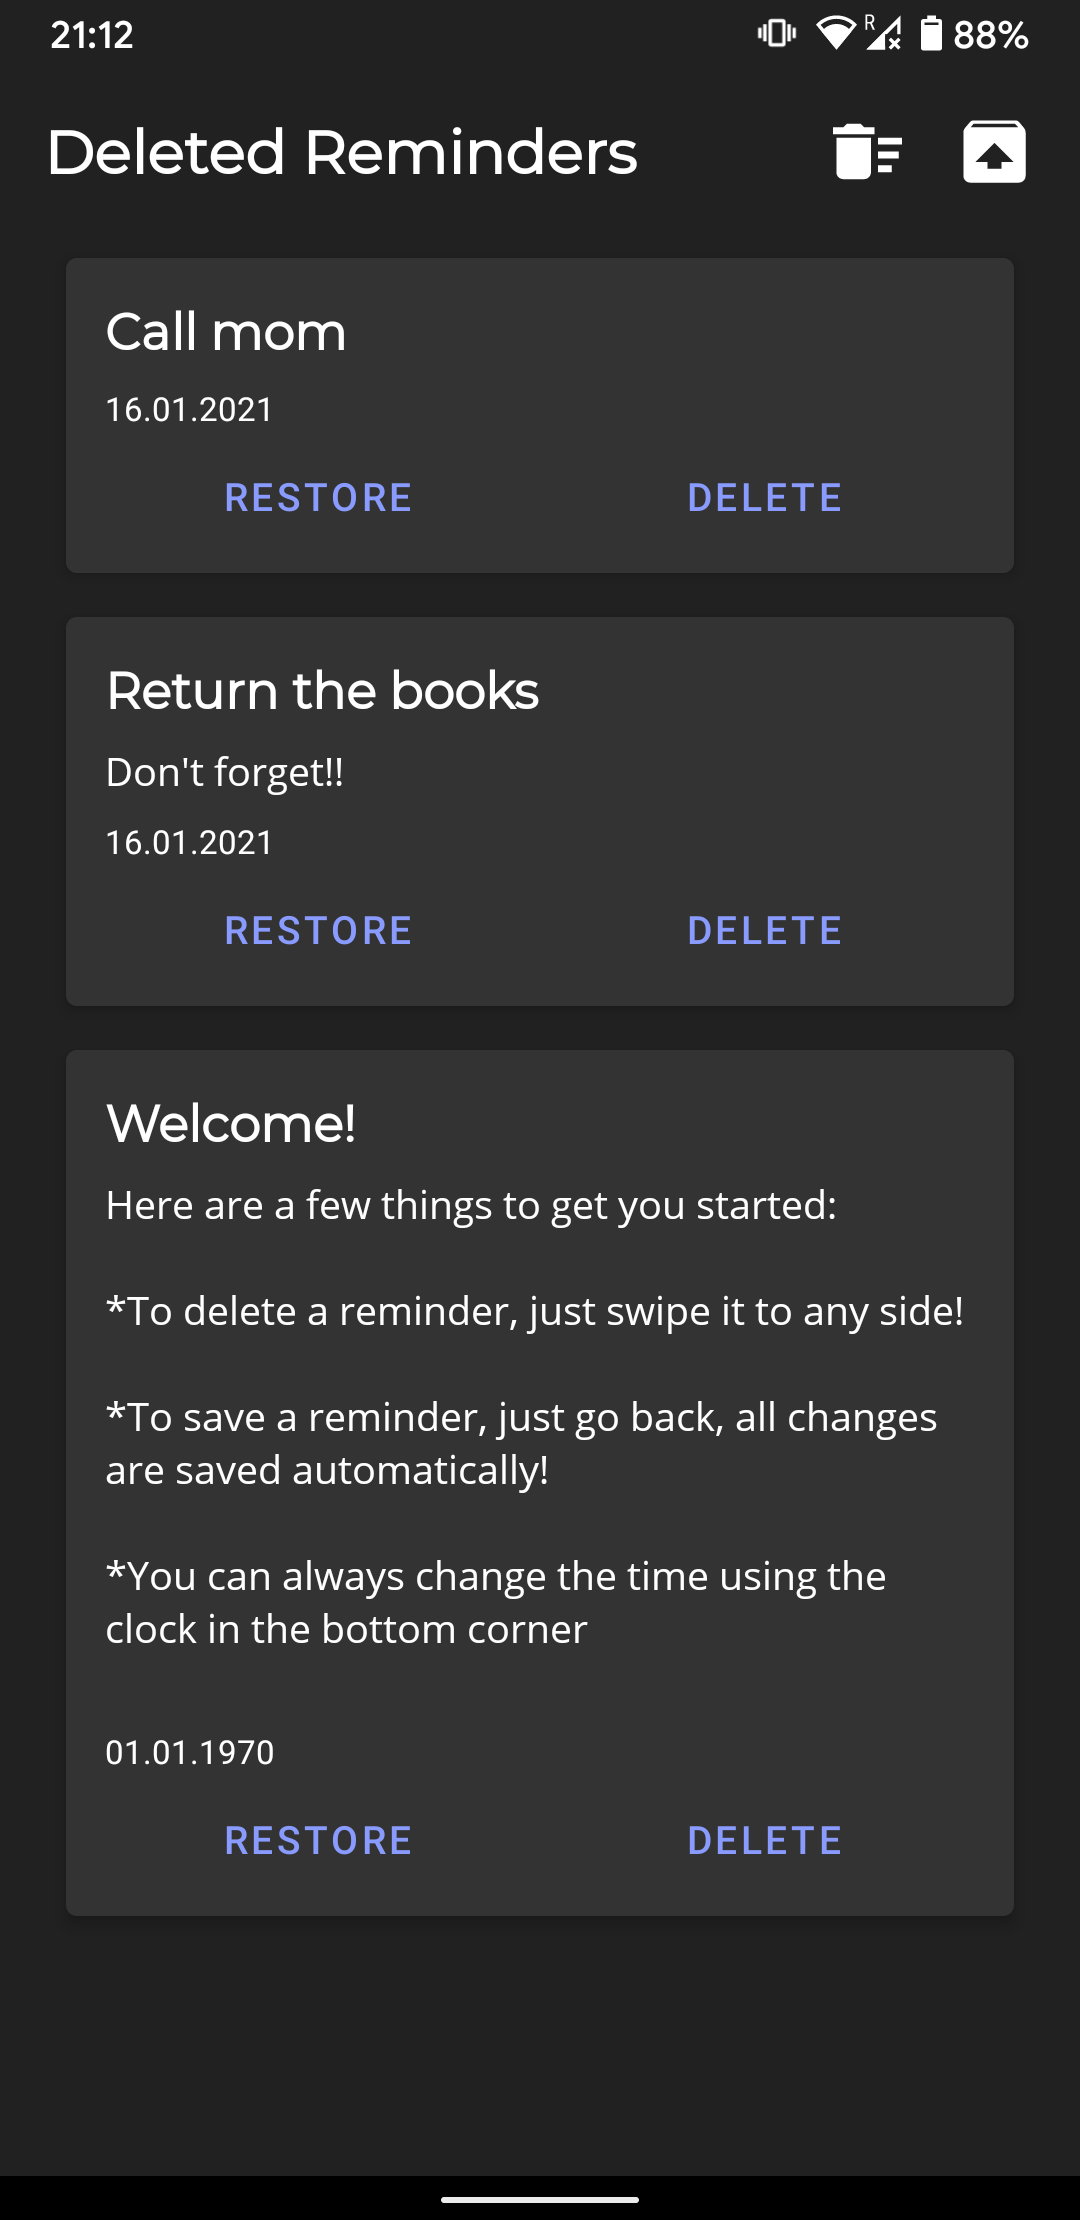 21:12
R
88%
Deleted Reminders
Call mom
16.01.2021
RESTORE DELETE
Return the books
Don't forget!!
16.01.2021
RESTORE DELETE
Welcome!
Here are a few things to get you started:
*To delete a reminder, just swipe it to any side!
*To save a reminder, just go back, all changes
are saved automatically!
*You can always change the time using the
clock in the bottom corner
01.01.1970
RESTORE DELETE